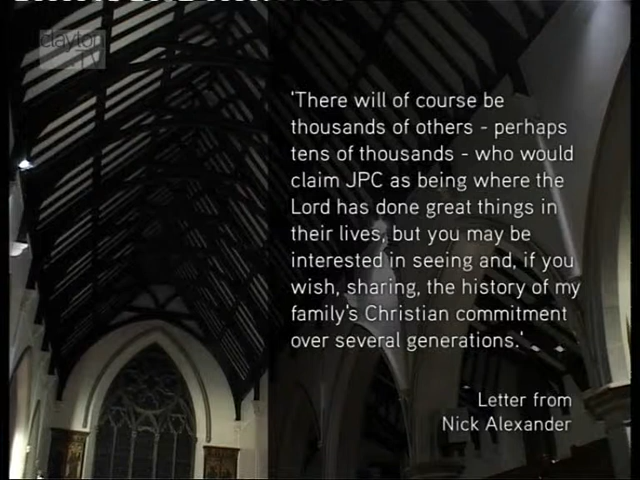 clayton
TV
'There will of course be
thousands of others - perhaps
tens of thousands - who would
claim JPC as being where the
Lord has done great things in
their lives, but you may be
interested in seeing and, if you
wish, sharing, the history of my
family's Christian commitment
over several generations.'
Letter from
Nick Alexander